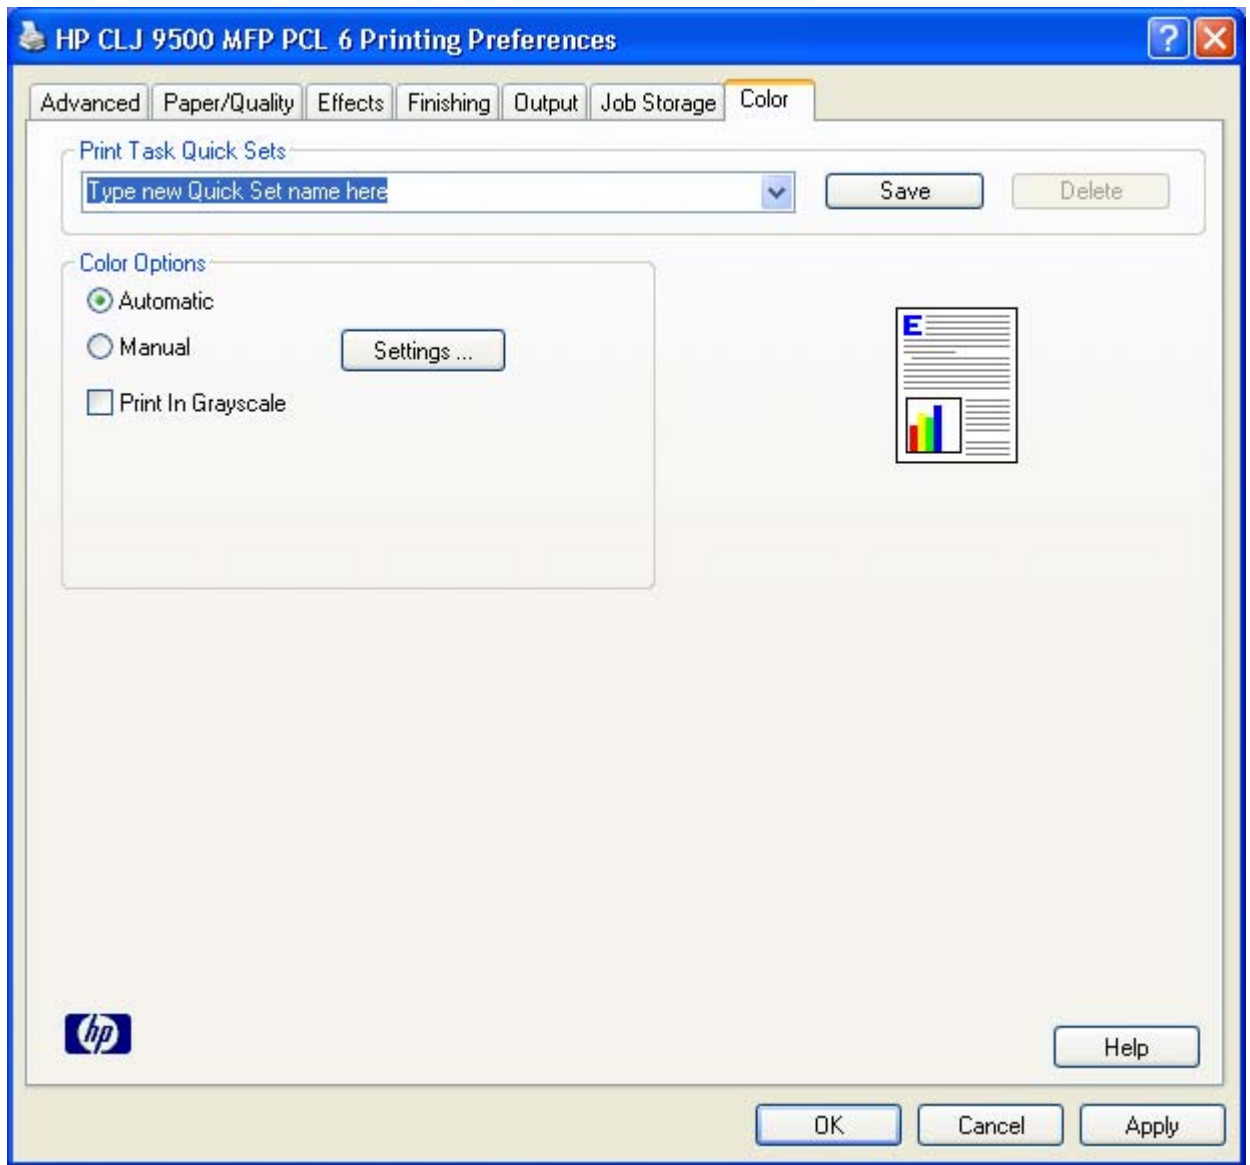 HP CLJ 9500 MFP PCL 6 Printing Preferences
?
Advanced Paper/Quality Effects Finishing Output Job Storage Color
Print Task Quick Sets
Type new Quick Set name here Save Delete
Color Options
Automatic
Manual Settings ...
Print In Grayscale
E
hp
Help
OK Cancel Apply